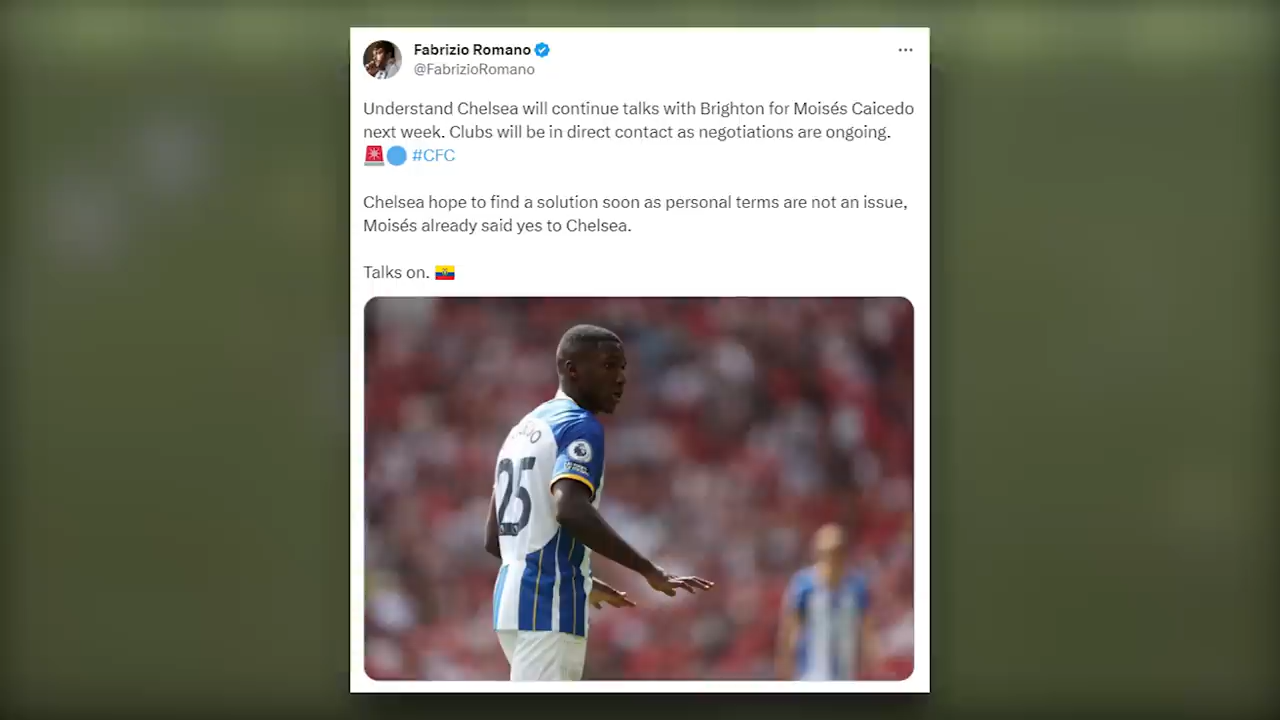 Fabrizio Romano
@FabrizioRomano
Understand Chelsea will continue talks with Brighton for Moisés Caicedo
next week. Clubs will be in direct contact as negotiations are ongoing.
🚨🔵 #CFC
Chelsea hope to find a solution soon as personal terms are not an issue,
Moisés already said yes to Chelsea.
Talks on. 🇪🇨
25